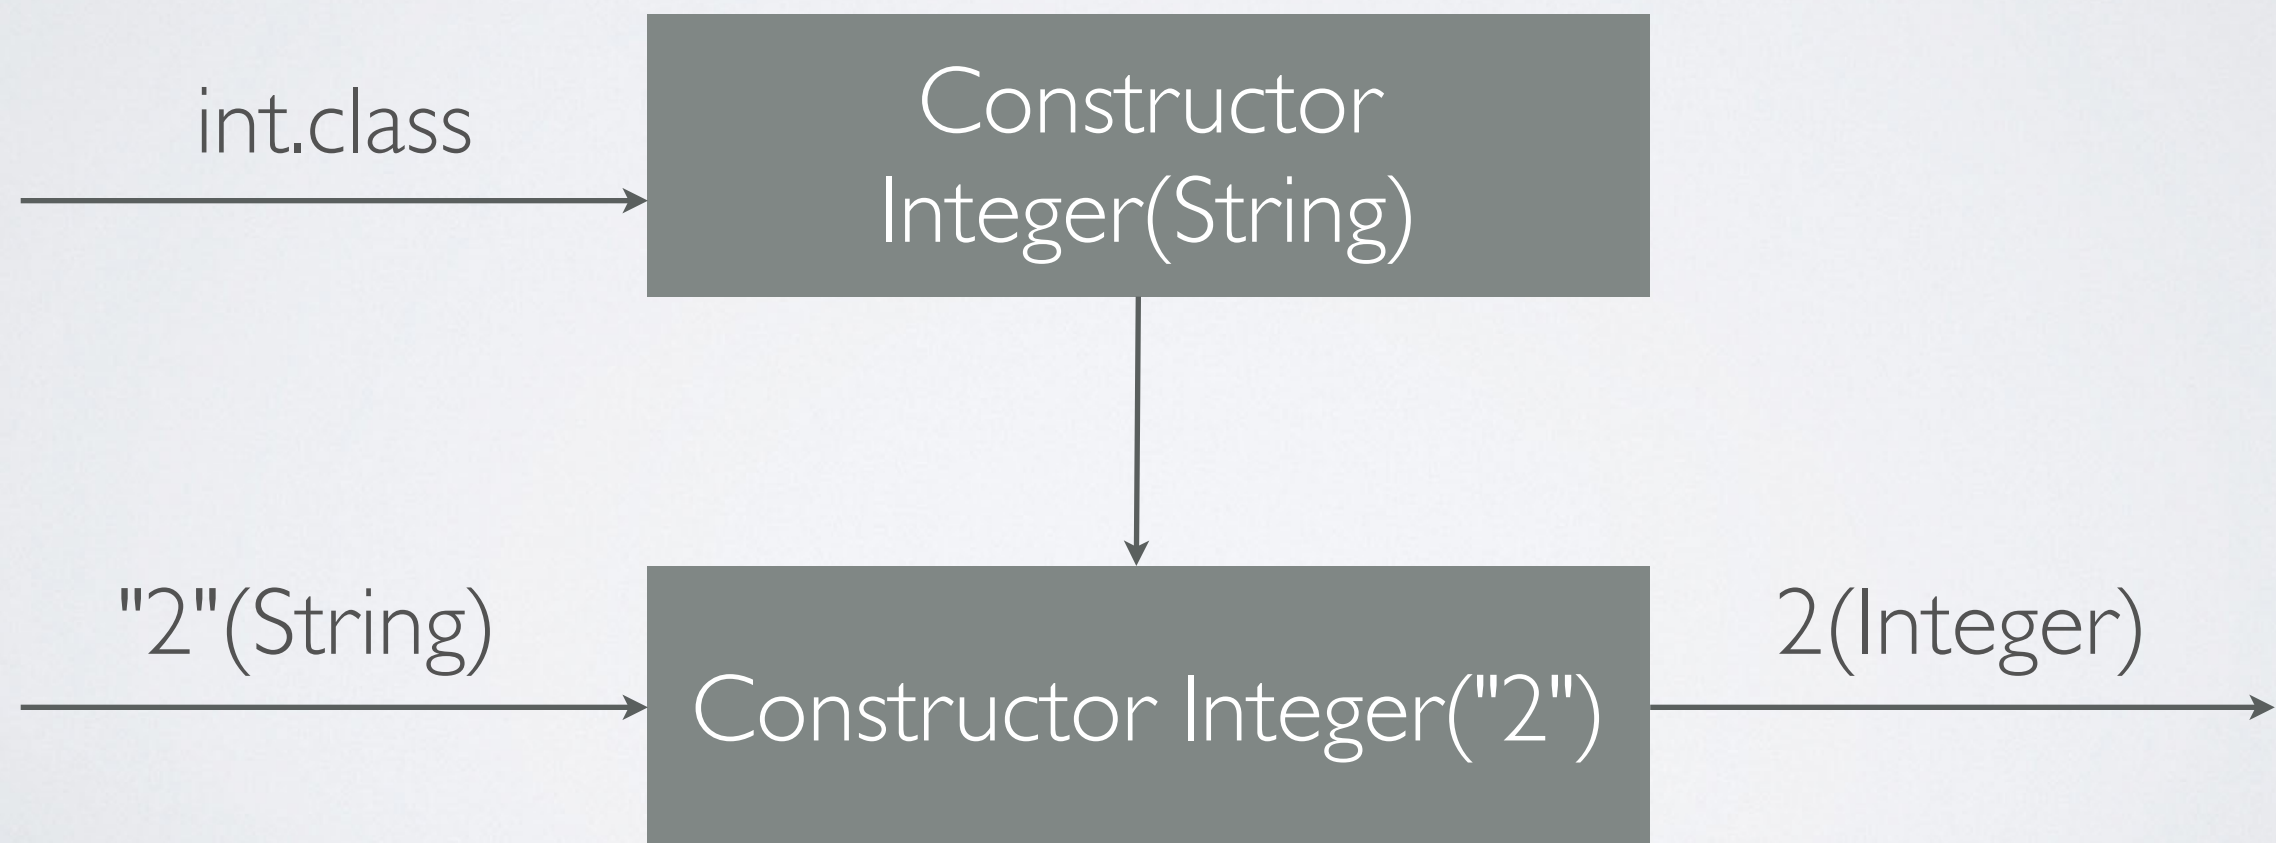 int.class
Constructor
Integer(String)
"2"(String)
Constructor Integer("2")
2(Integer)